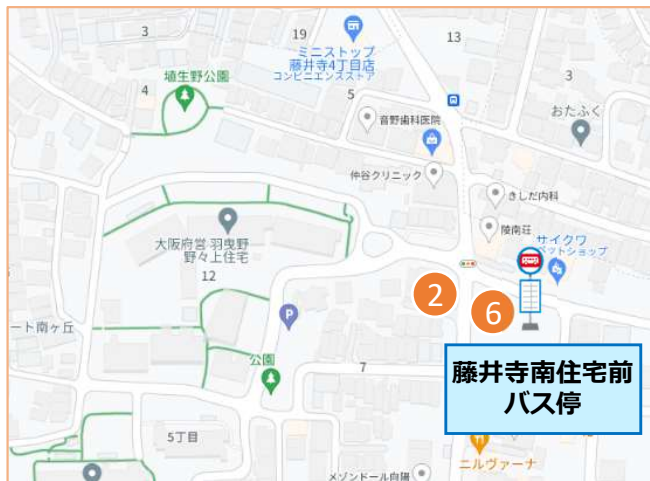 3
19
13
ミニストップ
藤井寺4丁目店
コンビニエンスストア
埴生野公園
4
5
3
おたふく
音野歯科医院
仲谷クリニック
きしだ内科
陵南荘
サイクワ
ペットショップ
大阪府営 羽曳野
野々上住宅
12
2
6
P
ート南ヶ丘
藤井寺南住宅前
バス停
7
公園
5丁目
ニルヴァーナ
メゾンドール向陽